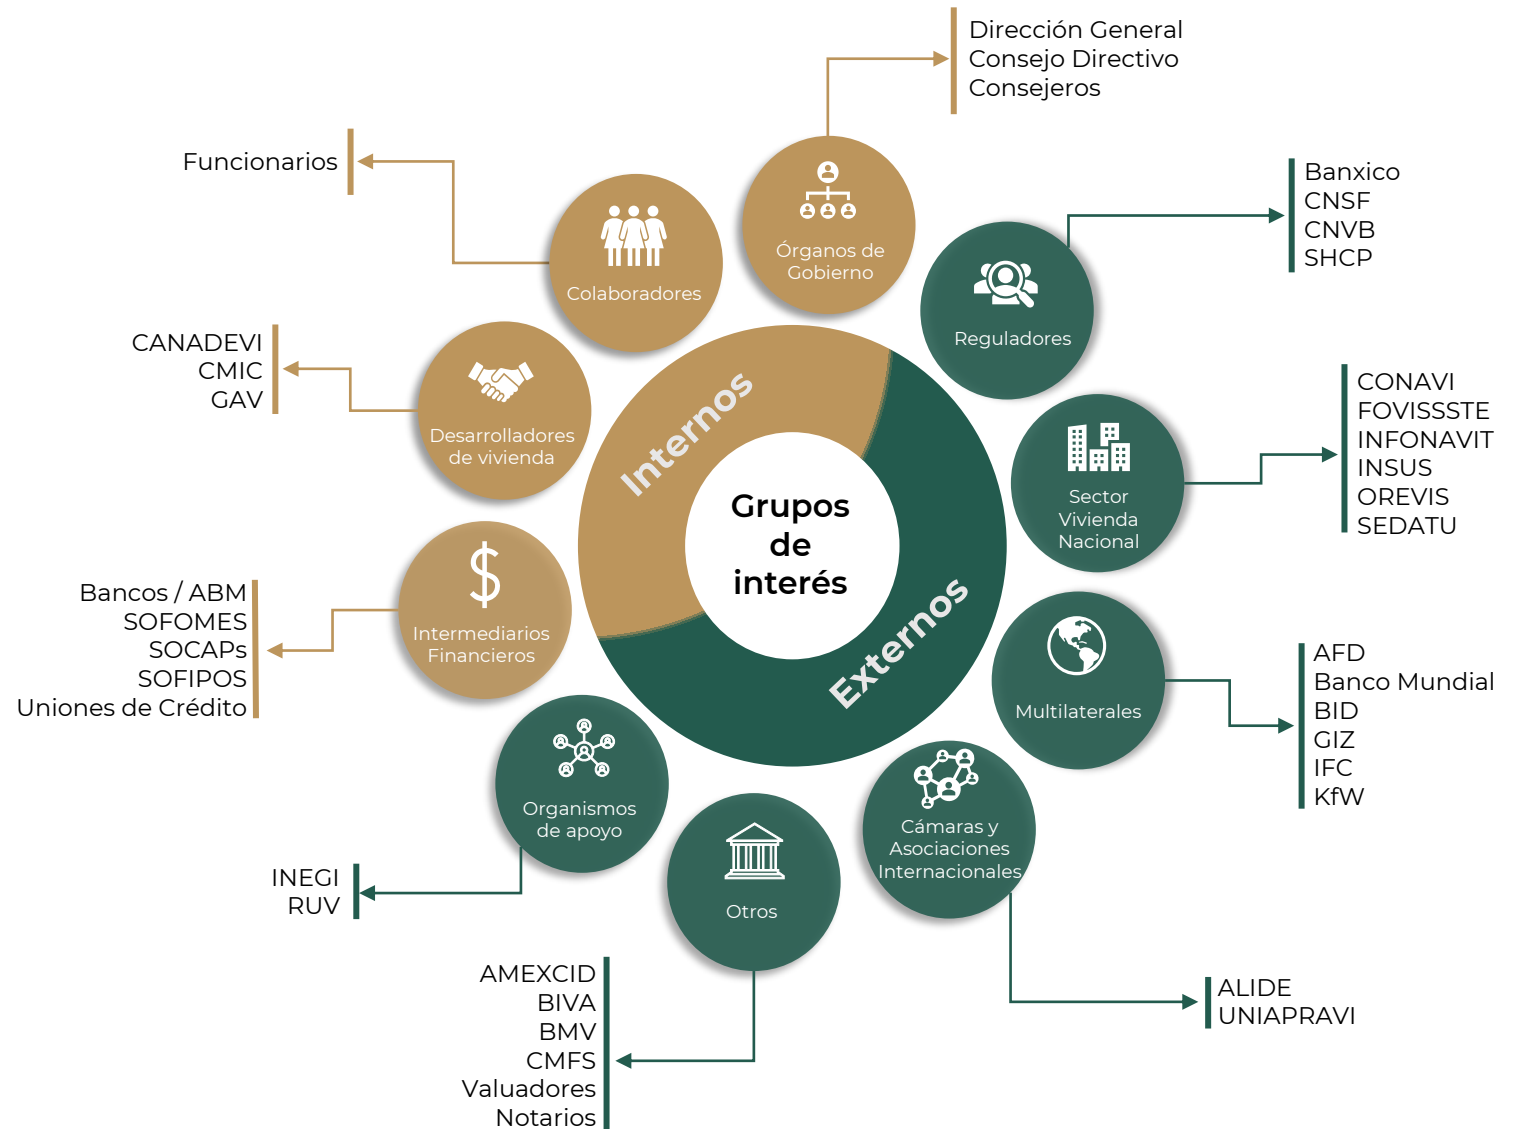 Dirección General
Consejo Directivo
Consejeros
Funcionarios
Banxico
CNSF
CNVB
SHCP
Órganos de
Gobierno
Colaboradores
Reguladores
CANADEVI
CMIC
GAV
Desarrolladores
de vivienda
CONAVI
FOVISSSTE
INFONAVIT
INSUS
OREVIS
SEDATU
Sector
Vivienda
Nacional
Internos
Grupos
de
interés
Externos
Bancos / ABM
SOFOMES
SOCAPs
SOFIPOS
Uniones de Crédito
Intermediarios
Financieros
Multilaterales
AFD
Banco Mundial
BID
GIZ
IFC
KfW
Organismos
de apoyo
Cámaras y
Asociaciones
Internacionales
INEGI
RUV
Otros
AMEXCID
BIVA
BMV
CMFS
Valuadores
Notarios
ALIDE
UNIAPRAVI